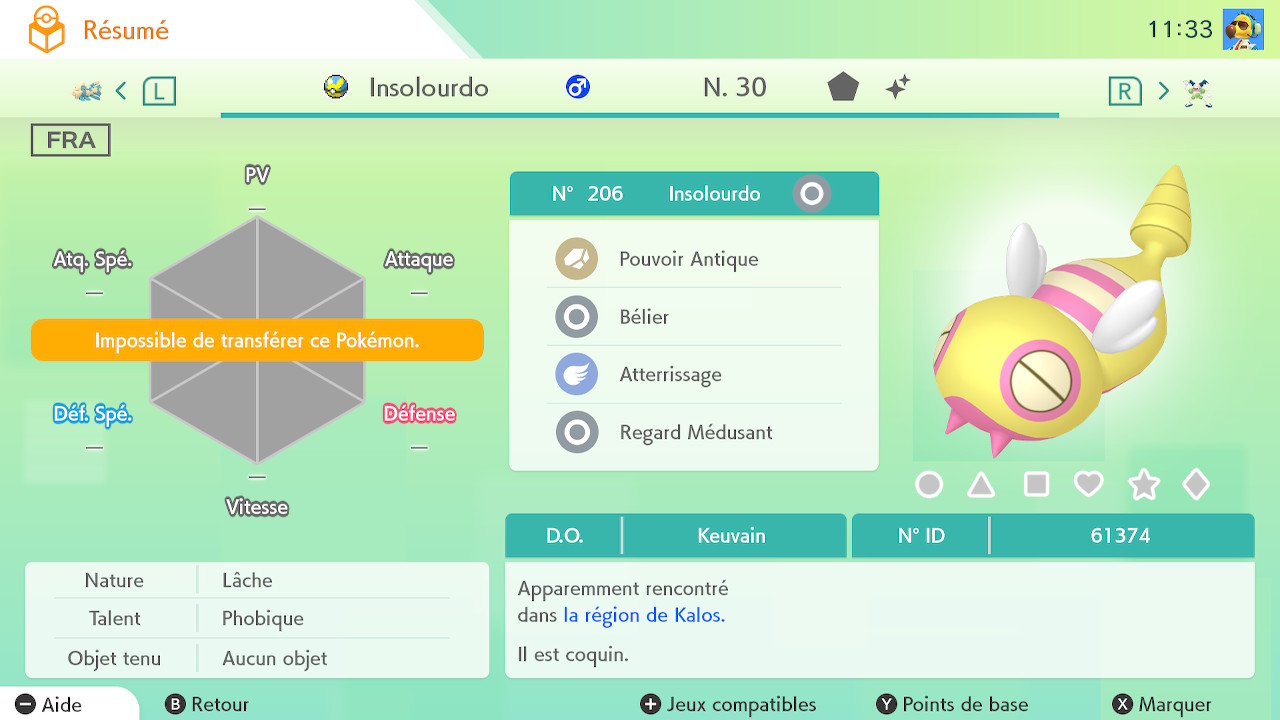 Résumé
11:33
L
Insolourdo
N. 30
R
FRA
PV
—
Atq. Spé.
—
Attaque
—
Impossible de transférer ce Pokémon.
Déf. Spé.
—
Défense
—
—
Vitesse
N° 206 Insolourdo
Pouvoir Antique
Bélier
Atterrissage
Regard Médusant
D.O. Keuvain N° ID 61374
Apparemment rencontré
dans la région de Kalos.
Il est coquin.
Nature Lâche
Talent Phobique
Objet tenu Aucun objet
Aide
B Retour
Jeux compatibles
Y Points de base
X Marquer